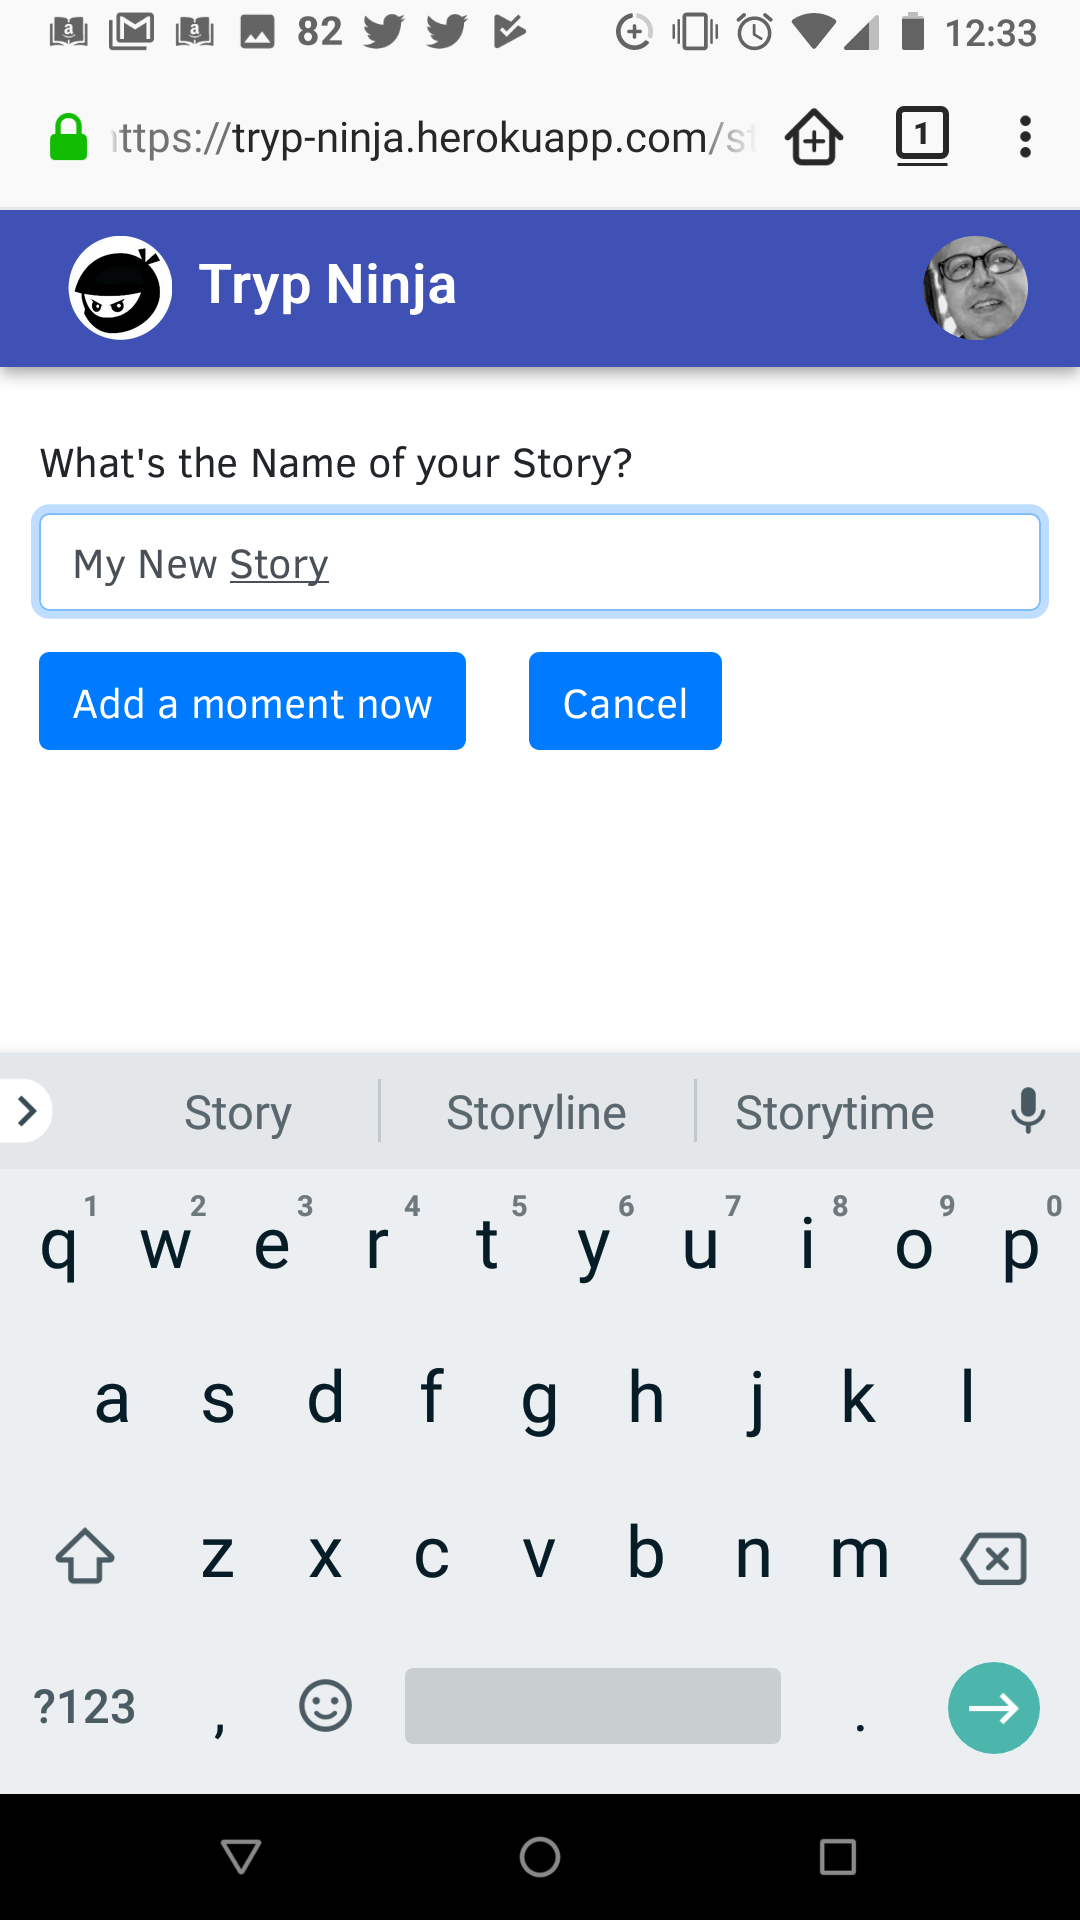 82 12:33
ttps://tryp-ninja.herokuapp.com/st 1
Tryp Ninja
What's the Name of your Story?
My New Story
Add a moment now Cancel
Story Storyline Storytime
1 2 3 4 5 6 7 8 9 0
q w e r t y u i o p
a s d f g h j k l
z x c v b n m
?123 , .